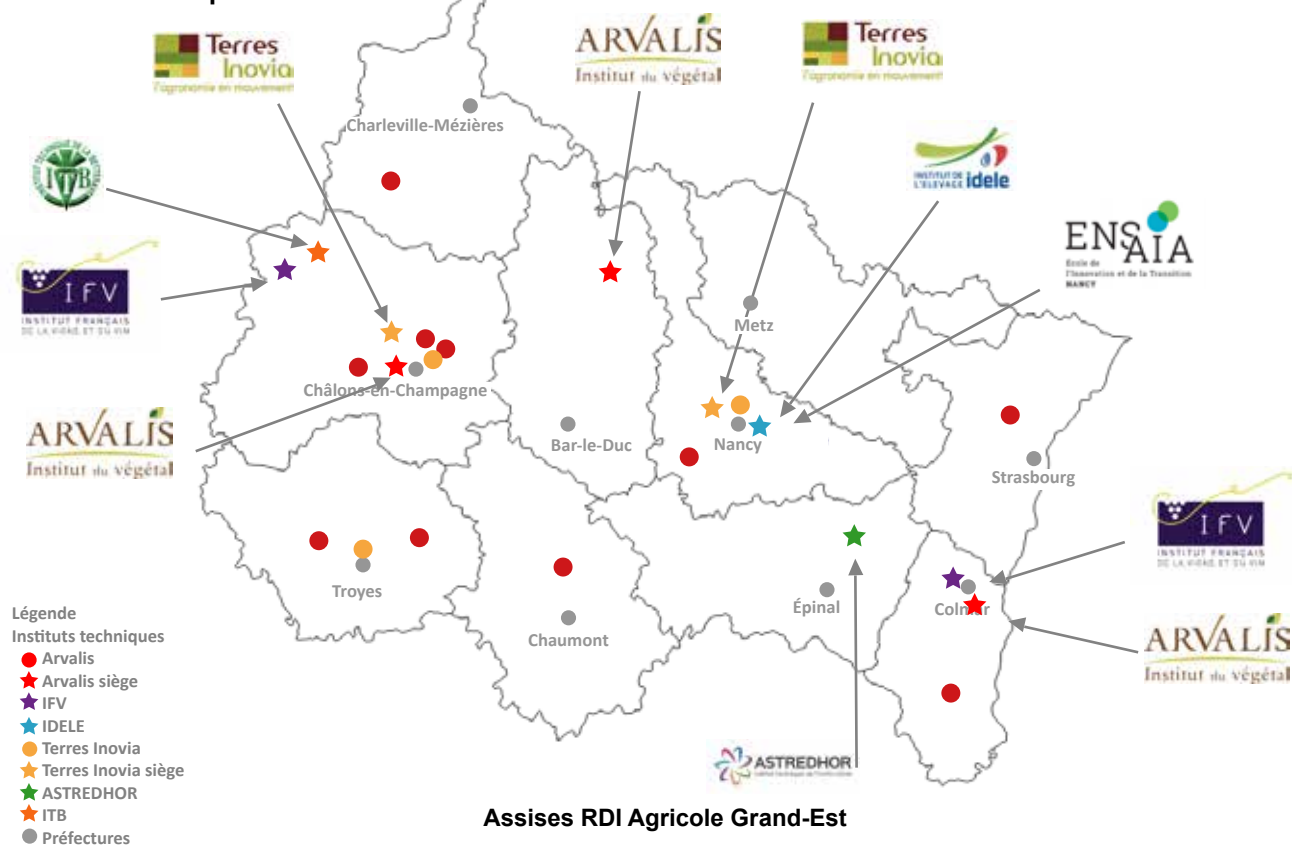 Terres
Inovia
l'agronomie en mouvement
ARVALIS
Institut du végétal
Terres
Inovia
l'agronomie en mouvement
Charleville-Mézières
ITB
INSTITUT DE
L'ELEVAGE idele
ENSAIA
Ecole de
l'Innovation et de la Transition
NANCY
IFV
INSTITUT FRANÇAIS
DE LA VIGNE ET DU VIN
Metz
Châlons-en-Champagne
ARVALIS
Institut du végétal
Bar-le-Duc
Nancy
Strasbourg
IFV
INSTITUT FRANÇAIS
DE LA VIGNE ET DU VIN
Troyes
Épinal
Colmar
Chaumont
ARVALIS
Institut du végétal
Légende
Instituts techniques
Arvalis
Arvalis siège
IFV
IDELE
Terres Inovia
Terres Inovia siège
ASTREDHOR
ITB
Préfectures
ASTREDHOR
Assises RDI Agricole Grand-Est